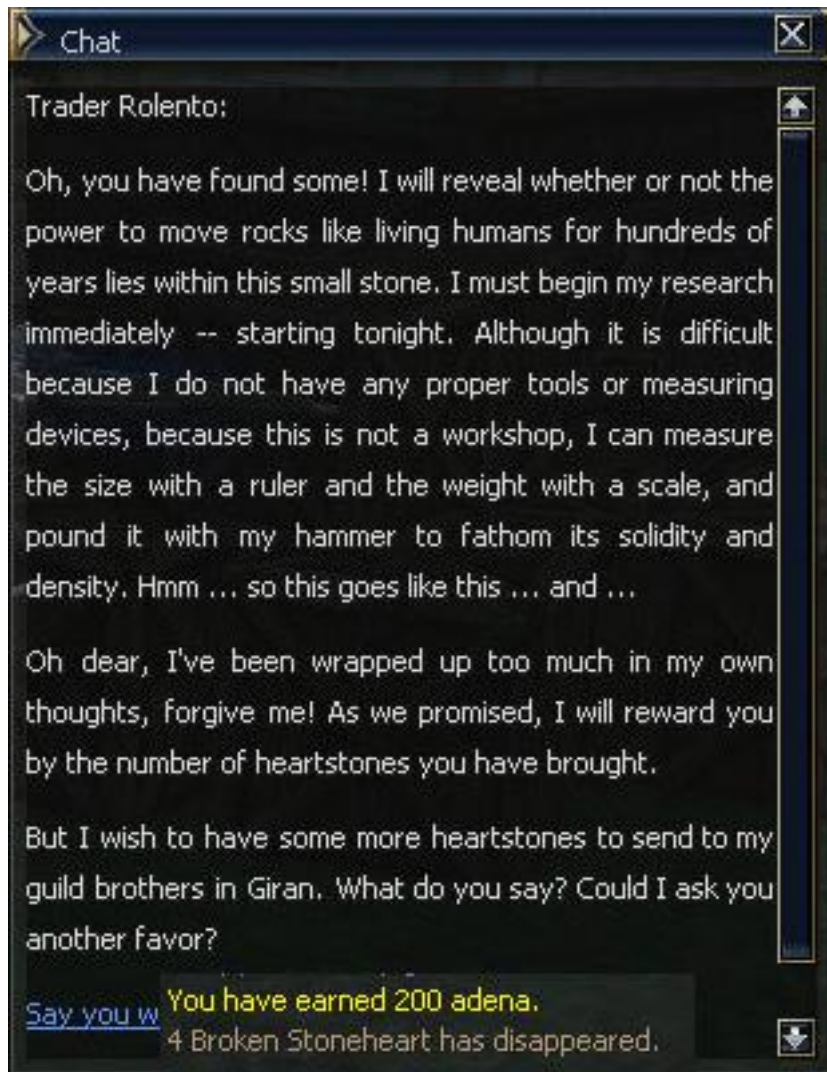 Chat
Trader Rolento:
Oh, you have found some! I will reveal whether or not the
power to move rocks like living humans for hundreds of
years lies within this small stone. I must begin my research
immediately -- starting tonight. Although it is difficult
because I do not have any proper tools or measuring
devices, because this is not a workshop, I can measure
the size with a ruler and the weight with a scale, and
pound it with my hammer to fathom its solidity and
density. Hmm ... so this goes like this ... and ...
Oh dear, I've been wrapped up too much in my own
thoughts, forgive me! As we promised, I will reward you
by the number of heartstones you have brought.
But I wish to have some more heartstones to send to my
guild brothers in Giran. What do you say? Could I ask you
another favor?
Say you w
You have earned 200 adena.
4 Broken Stoneheart has disappeared.